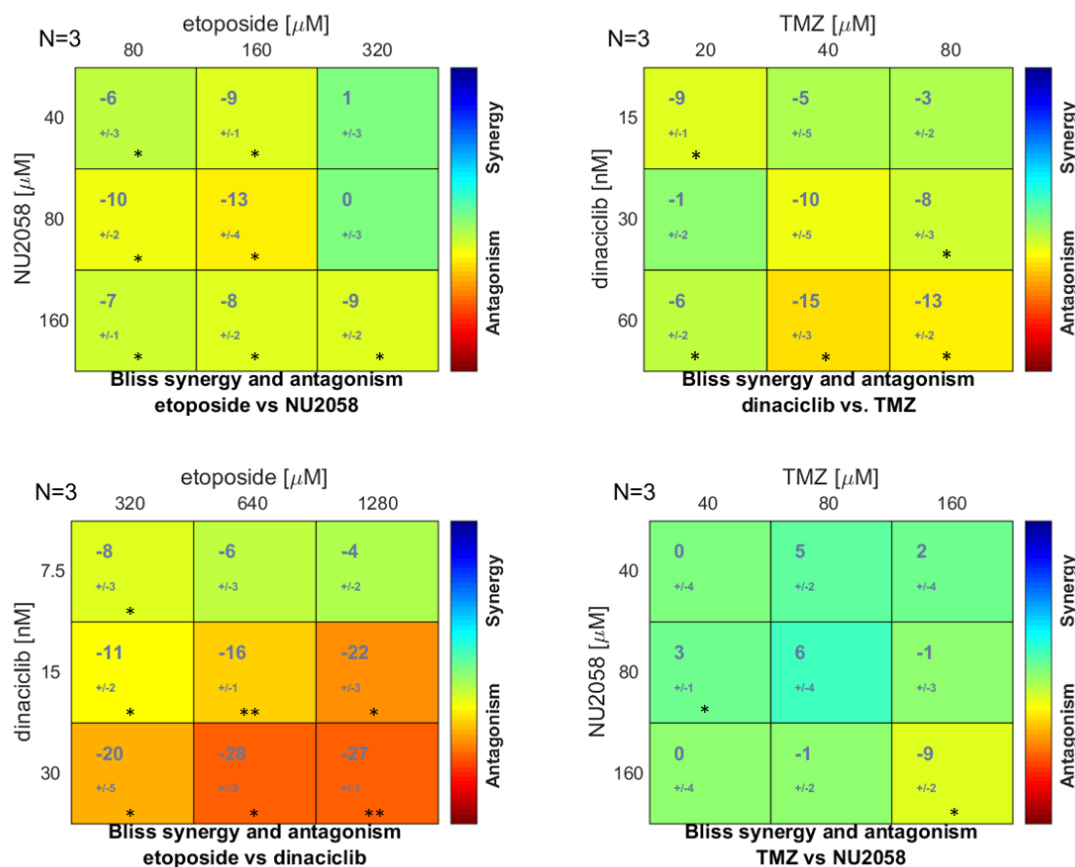 N=3
etoposide [μM]
80 160 320
NU2058 [μM]
40
80
160
-6 -9 1
+/-3 +/-1 +/-3
* *
-10 -13 0
+/-2 +/-4 +/-3
* *
-7 -8 -9
+/-1 +/-2 +/-2
* * *
Synergy
Antagonism
Bliss synergy and antagonism
etoposide vs NU2058
N=3
TMZ [μM]
20 40 80
dinaciclib [nM]
15
30
60
-9 -5 -3
+/-1 +/-5 +/-2
*
-1 -10 -8
+/-2 +/-5 +/-3
*
-6 -15 -13
+/-2 +/-3 +/-2
* * *
Synergy
Antagonism
Bliss synergy and antagonism
dinaciclib vs. TMZ
N=3
etoposide [μM]
320 640 1280
dinaciclib [nM]
7.5
15
30
-8 -6 -4
+/-3 +/-3 +/-2
*
-11 -16 -22
+/-2 +/-1 +/-3
* ** *
-20 -28 -27
+/-5 +/-3 +/-1
* * **
Synergy
Antagonism
Bliss synergy and antagonism
etoposide vs dinaciclib
N=3
TMZ [μM]
40 80 160
NU2058 [μM]
40
80
160
0 5 2
+/-4 +/-2 +/-4
3 6 -1
+/-1 +/-4 +/-3
*
0 -1 -9
+/-4 +/-2 +/-2
*
Synergy
Antagonism
Bliss synergy and antagonism
TMZ vs NU2058